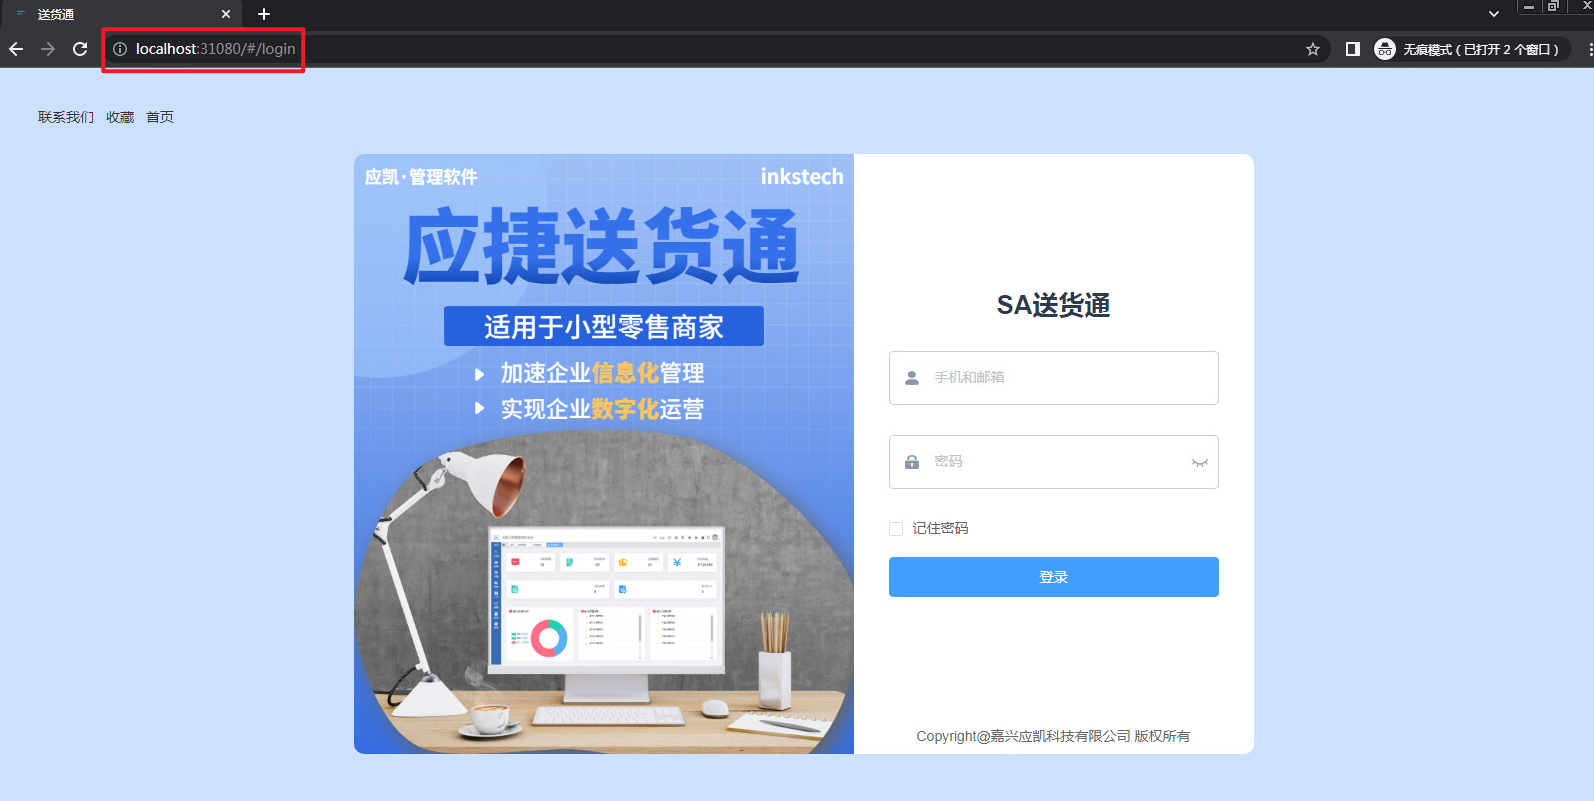 送货通
localhost:31080/#/login
无痕模式（已打开 2 个窗口）
联系我们 收藏 首页
应凯·管理软件
inkstech
应捷送货通
适用于小型零售商家
加速企业信息化管理
实现企业数字化运营
SA送货通
手机和邮箱
密码
记住密码
登录
Copyright@嘉兴应凯科技有限公司 版权所有